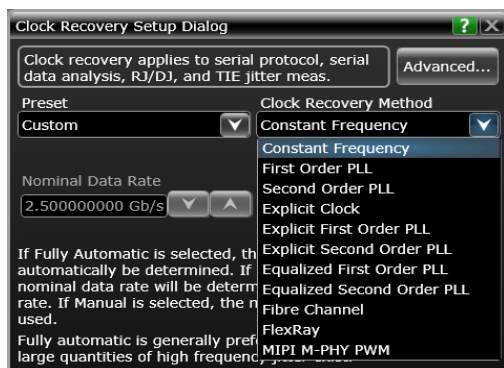 Clock Recovery Setup Dialog
?
X
Clock recovery applies to serial protocol, serial
data analysis, RJ/DJ, and TIE jitter meas.
Advanced...
Preset
Custom
Clock Recovery Method
Constant Frequency
Constant Frequency
First Order PLL
Second Order PLL
Explicit Clock
Explicit First Order PLL
Explicit Second Order PLL
Equalized First Order PLL
Equalized Second Order PLL
Fibre Channel
FlexRay
MIPI M-PHY PWM
Nominal Data Rate
2.500000000 Gb/s
If Fully Automatic is selected, th
automatically be determined. If
nominal data rate will be determ
rate. If Manual is selected, the n
used.
Fully automatic is generally pref
large quantities of high frequency